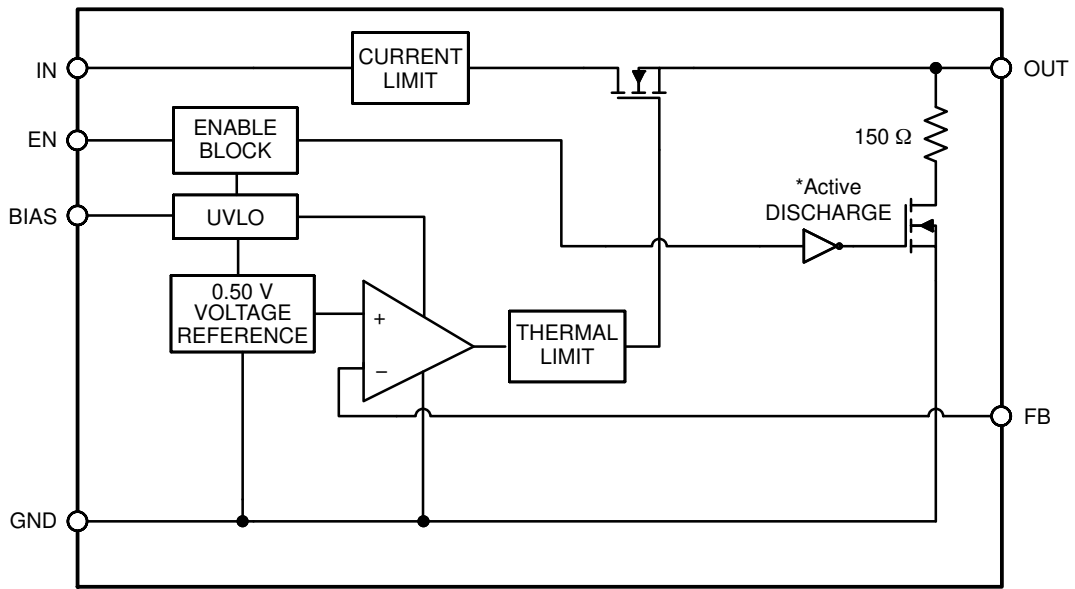 IN
CURRENT
LIMIT
OUT
EN
ENABLE
BLOCK
150 Ω
*Active
DISCHARGE
BIAS
UVLO
0.50 V
VOLTAGE
REFERENCE
+
−
THERMAL
LIMIT
FB
GND